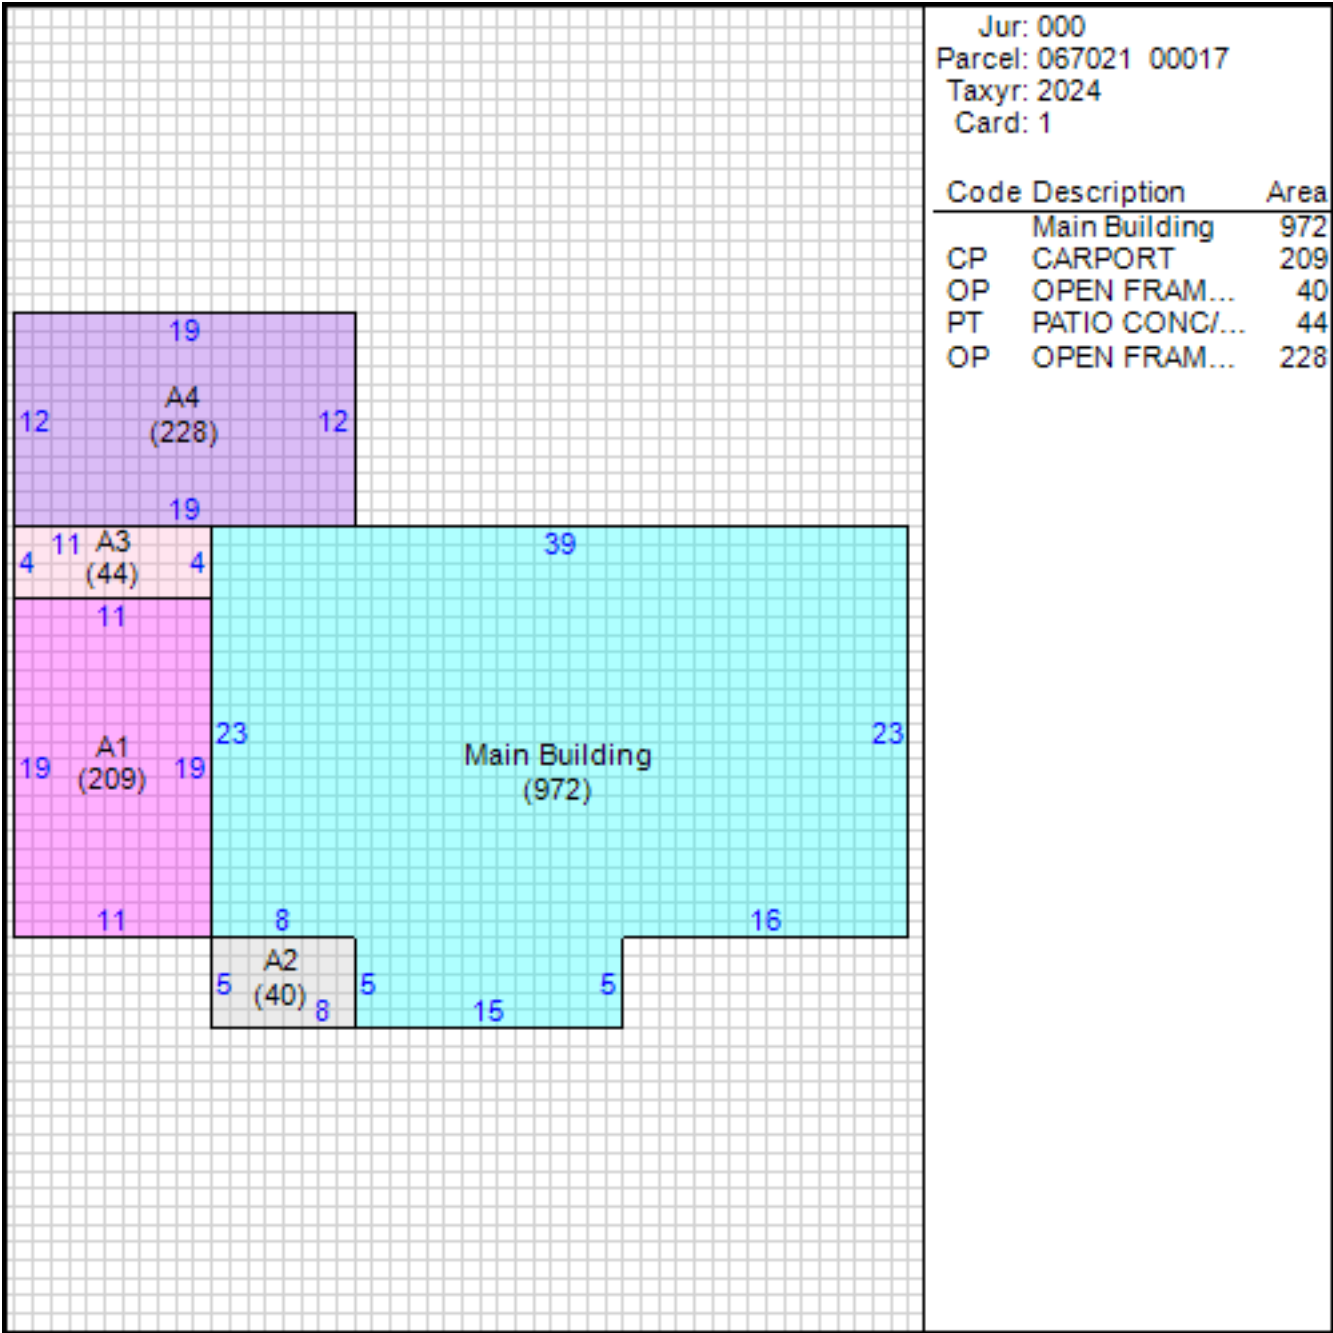 Jur: 000
Parcel: 067021 00017
Taxyr: 2024
Card: 1
Code Description Area
Main Building 972
CP CARPORT 209
OP OPEN FRAM... 40
PT PATIO CONC/... 44
OP OPEN FRAM... 228
19
A4
12 12
(228)
19
11 A3
4 (44) 4
39
11
23 23
A1
19 (209) 19
Main Building
(972)
11 8 16
A2
5 (40) 8
5 15 5